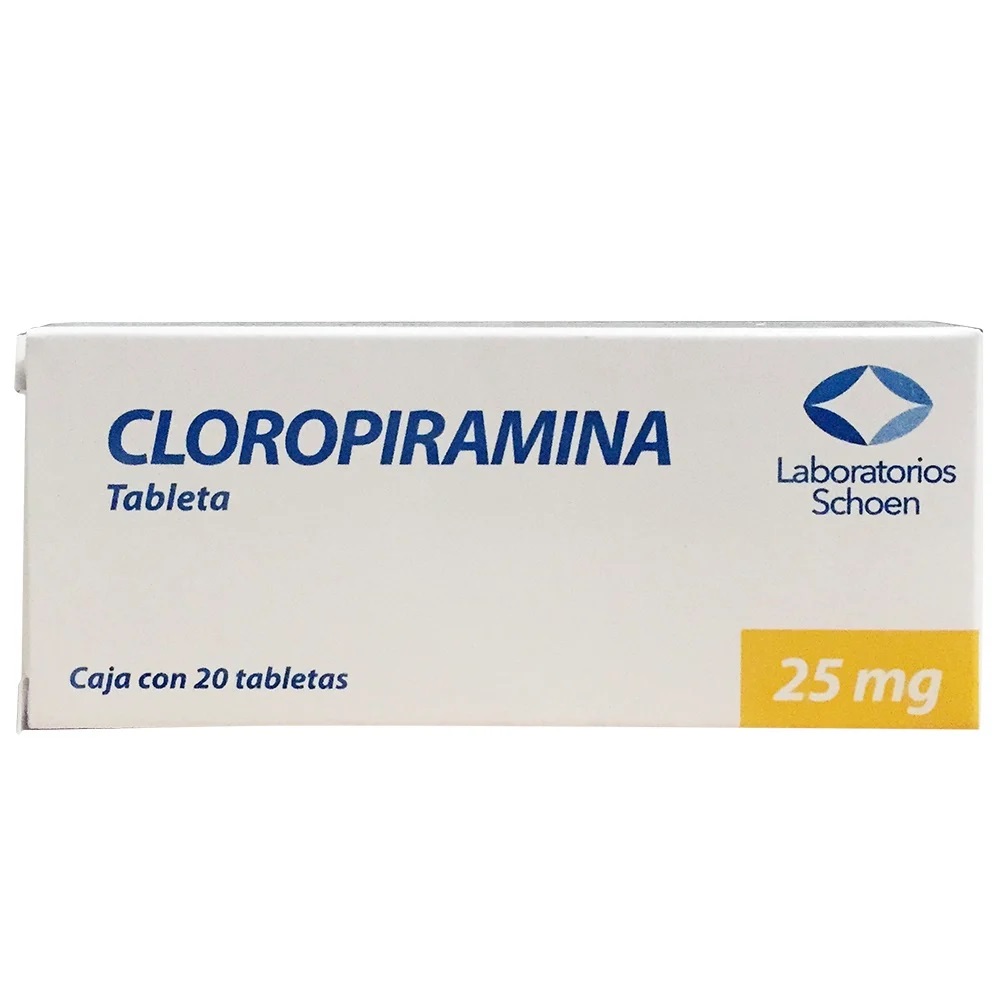 CLOROPIRAMINA
Tableta
Laboratorios
Schoen
Caja con 20 tabletas
25 mg